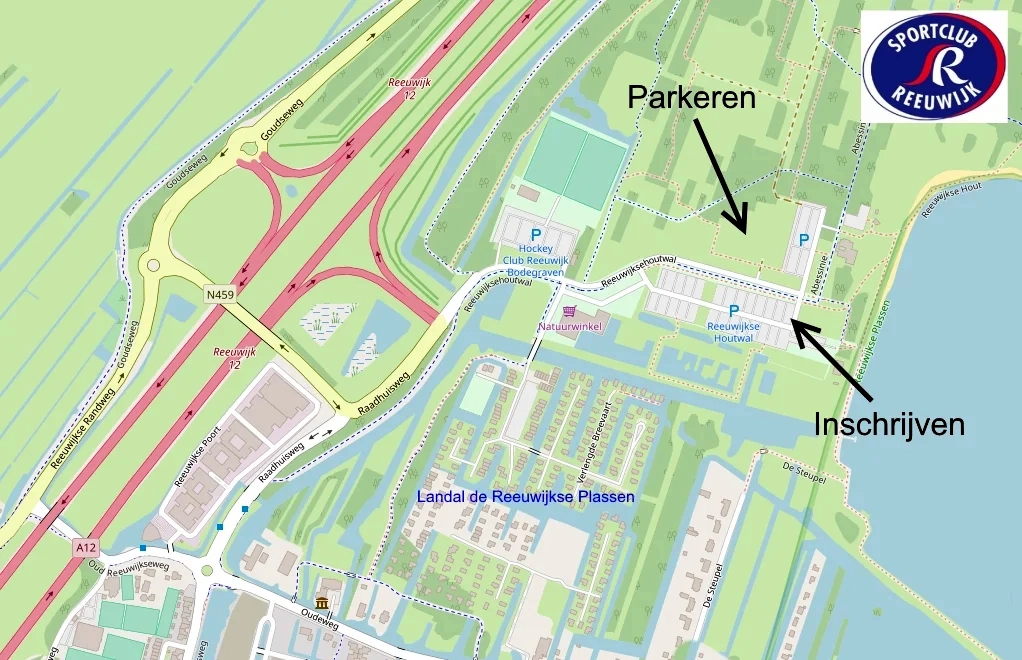 SPORTCLUB
SR
REEUWIJK
Reeuwijk
12
Parkeren
Goudseweg
Goudseweg
Abessinië
Reeuwijkse Hout
P
Hockey
Club Reeuwijk
Bodegraven
P
Reeuwijksehoutwal
Reeuwijksehoutwal
Abessinie
N459
P
Reeuwijkse
Houtwal
Natuurwinkel
Goudseweg
Reeuwijk
12
Reeuwijkse Plassen
Raadhuisweg
Reeuwijkse Randweg
Inschrijven
Verlengde Breevaart
Reeuwijkse Poort
Raadhuisweg
De Steupel
Landal de Reeuwijkse Plassen
A12
Oud Reeuwijkseweg
De Steupel
Oudeweg